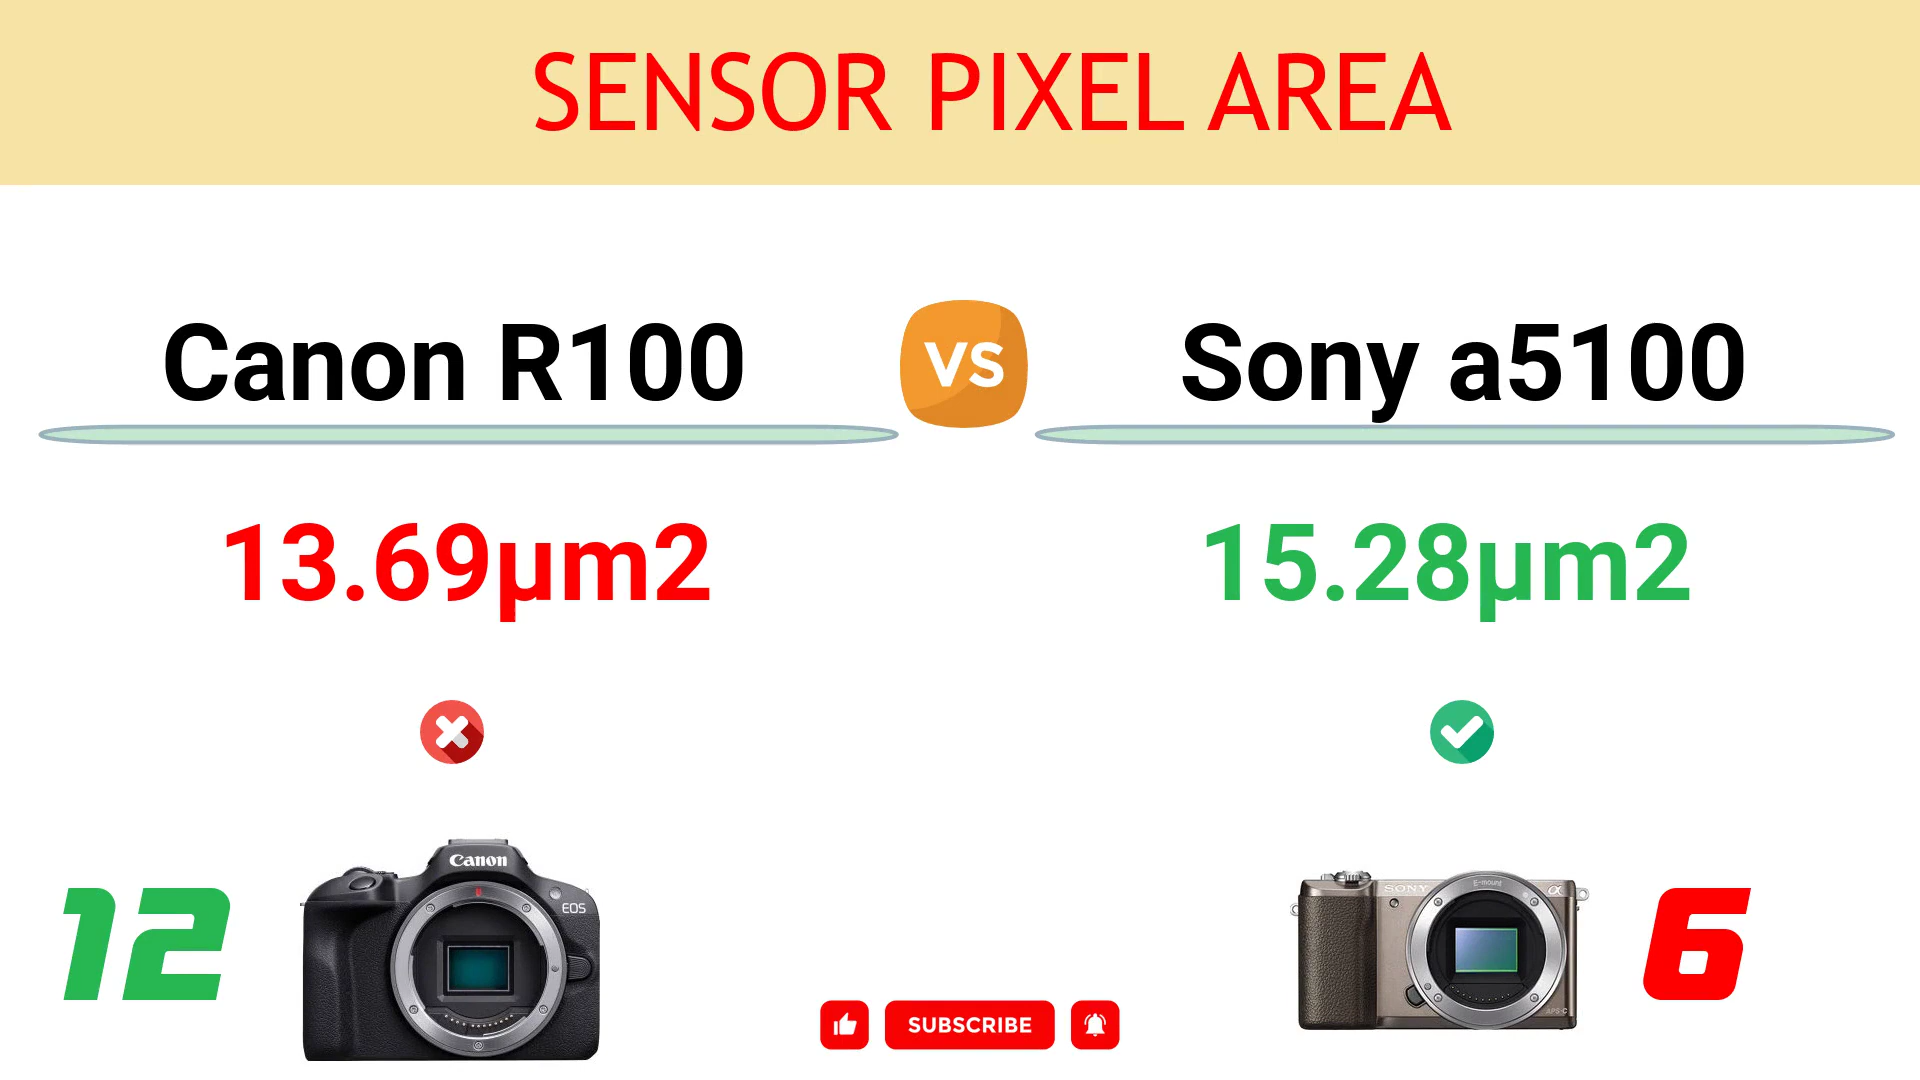 SENSOR PIXEL AREA
Canon R100
VS
Sony a5100
13.69µm2
15.28µm2
12
Canon
EOS
SONY
E-mount
α
APS-C
6
SUBSCRIBE